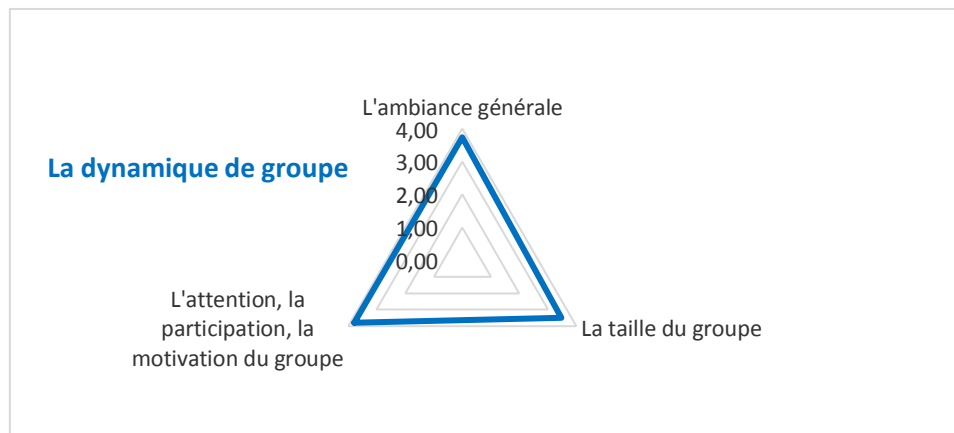 L'ambiance générale
4,00
La dynamique de groupe
3,00
2,00
1,00
0,00
L'attention, la
participation, la
motivation du groupe
La taille du groupe